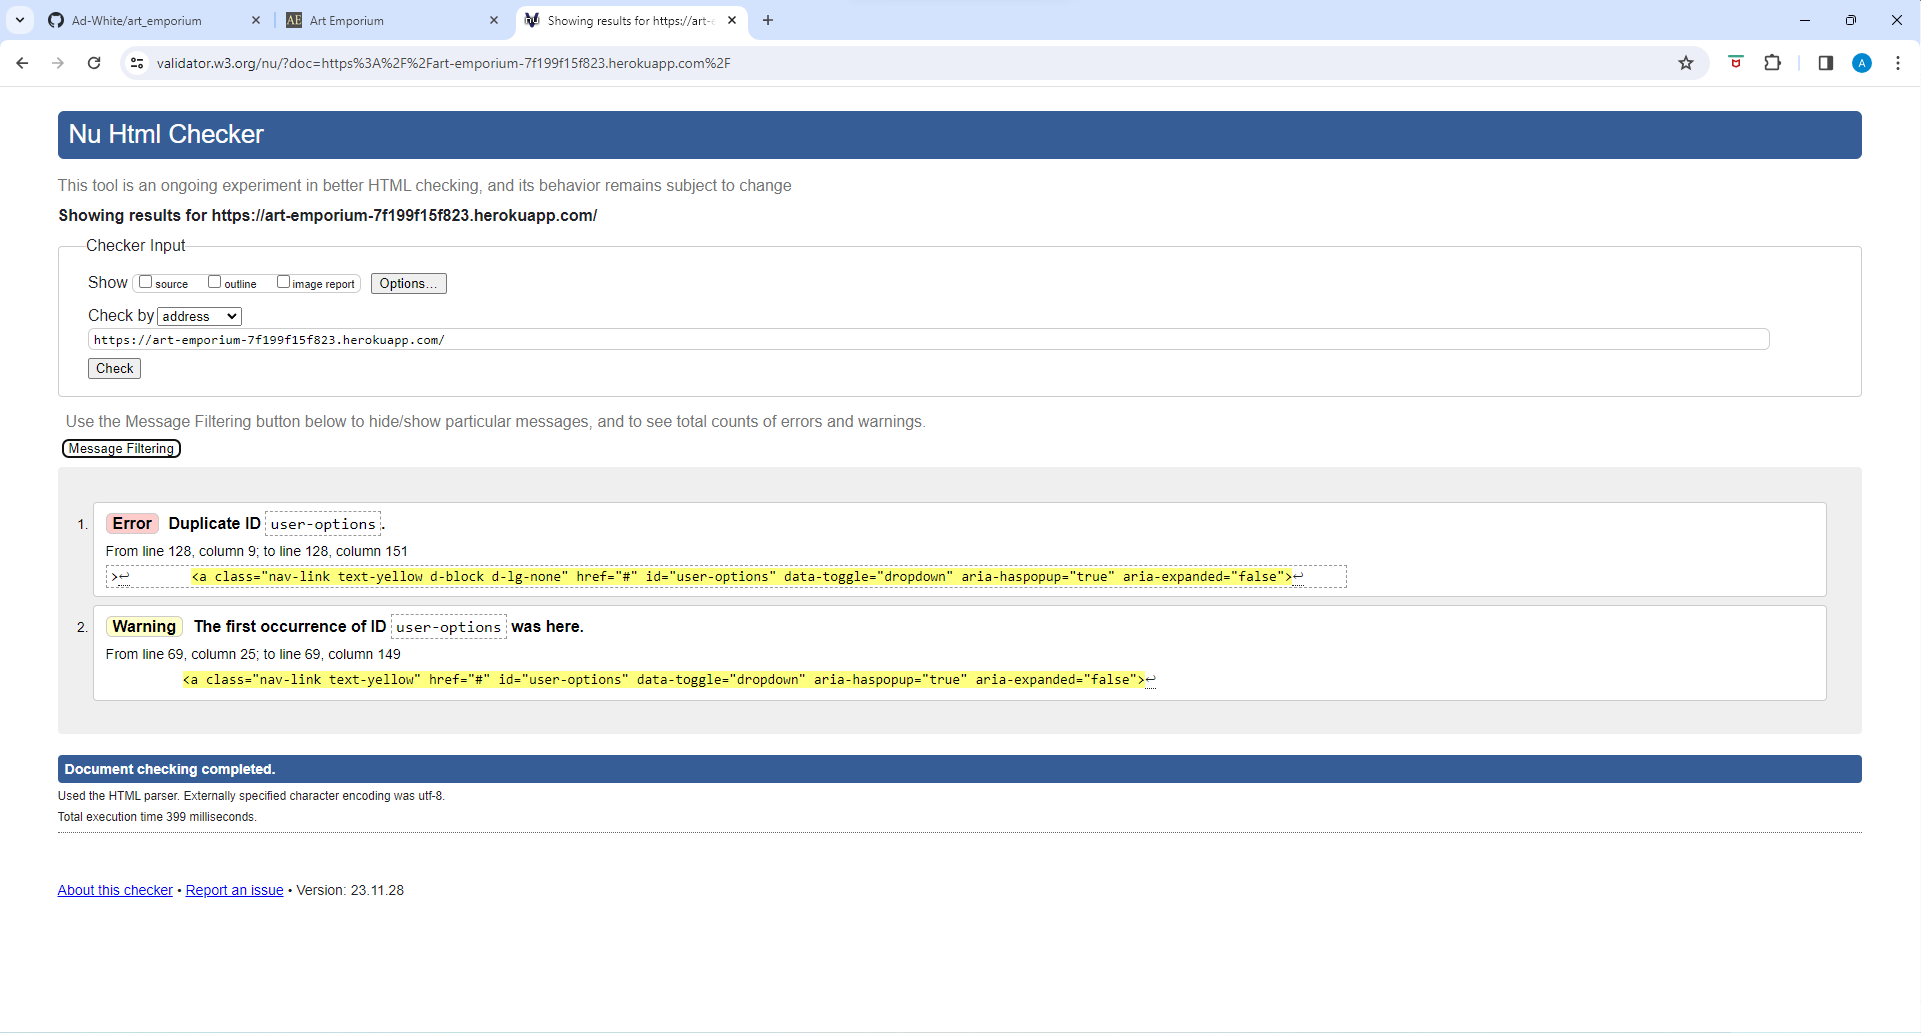 Ad-White/art_emporium
AE Art Emporium
Showing results for https://art-e
validator.w3.org/nu/?doc=https%3A%2F%2Fart-emporium-7f199f15f823.herokuapp.com%2F
A
Nu Html Checker
This tool is an ongoing experiment in better HTML checking, and its behavior remains subject to change
Showing results for https://art-emporium-7f199f15f823.herokuapp.com/
Checker Input
Show source outline image report Options...
Check by address
https://art-emporium-7f199f15f823.herokuapp.com/
Check
Use the Message Filtering button below to hide/show particular messages, and to see total counts of errors and warnings.
Message Filtering
1. Error Duplicate ID user-options.
From line 128, column 9; to line 128, column 151
>↩ <a class="nav-link text-yellow d-block d-lg-none" href="#" id="user-options" data-toggle="dropdown" aria-haspopup="true" aria-expanded="false">↩
2. Warning The first occurrence of ID user-options was here.
From line 69, column 25; to line 69, column 149
<a class="nav-link text-yellow" href="#" id="user-options" data-toggle="dropdown" aria-haspopup="true" aria-expanded="false">↩
Document checking completed.
Used the HTML parser. Externally specified character encoding was utf-8.
Total execution time 399 milliseconds.
About this checker • Report an issue • Version: 23.11.28